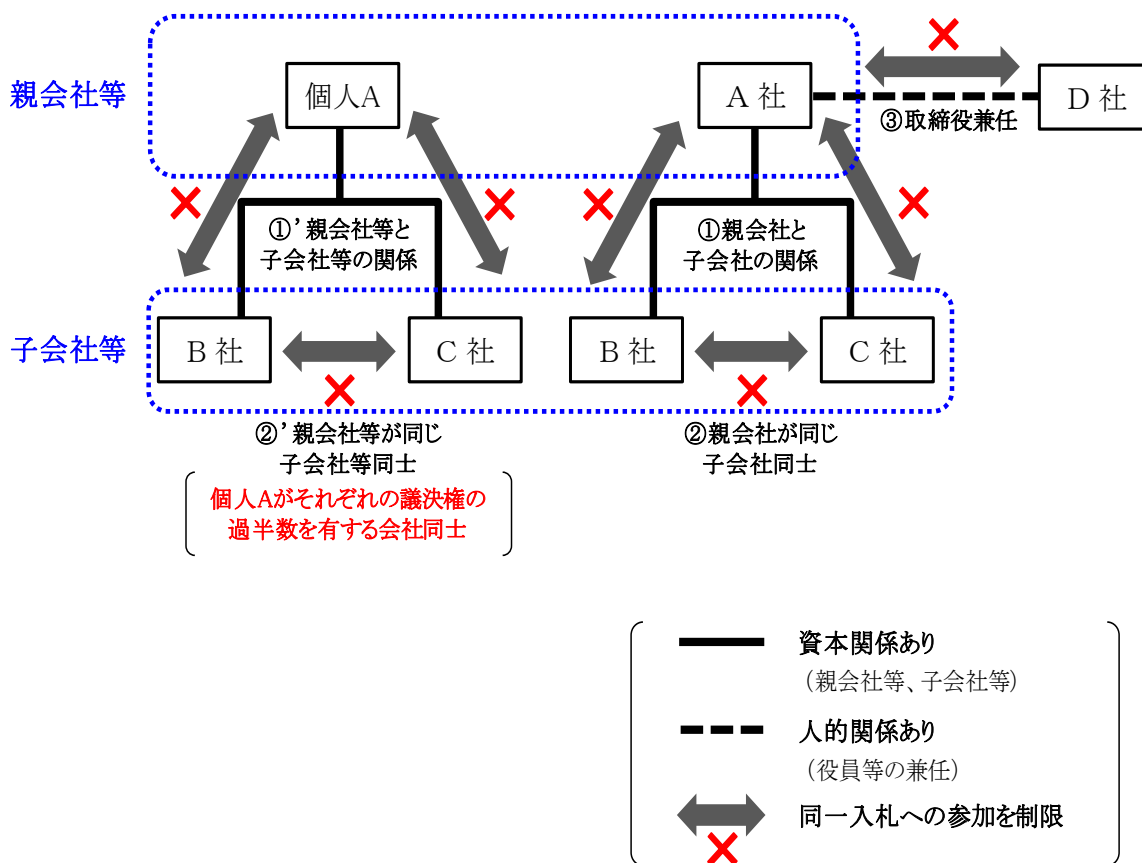 親会社等
個人A
A 社
D 社
③取締役兼任
①’親会社等と
子会社等の関係
①親会社と
子会社の関係
子会社等
B 社
C 社
B 社
C 社
②’親会社等が同じ
子会社等同士
個人Aがそれぞれの議決権の
過半数を有する会社同士
②親会社が同じ
子会社同士
資本関係あり
（親会社等、子会社等）
人的関係あり
（役員等の兼任）
同一入札への参加を制限